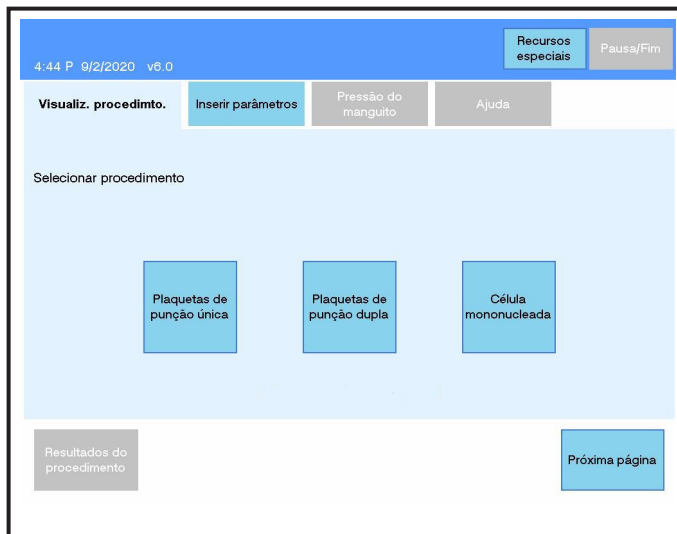 Recursos
especiais
Pausa/Fim
4:44 P 9/2/2020 v6.0
Visualiz. procedimto.
Inserir parâmetros
Pressão do
manguito
Ajuda
Selecionar procedimento
Plaquetas de
punção única
Plaquetas de
punção dupla
Célula
mononucleada
Resultados do
procedimento
Próxima página